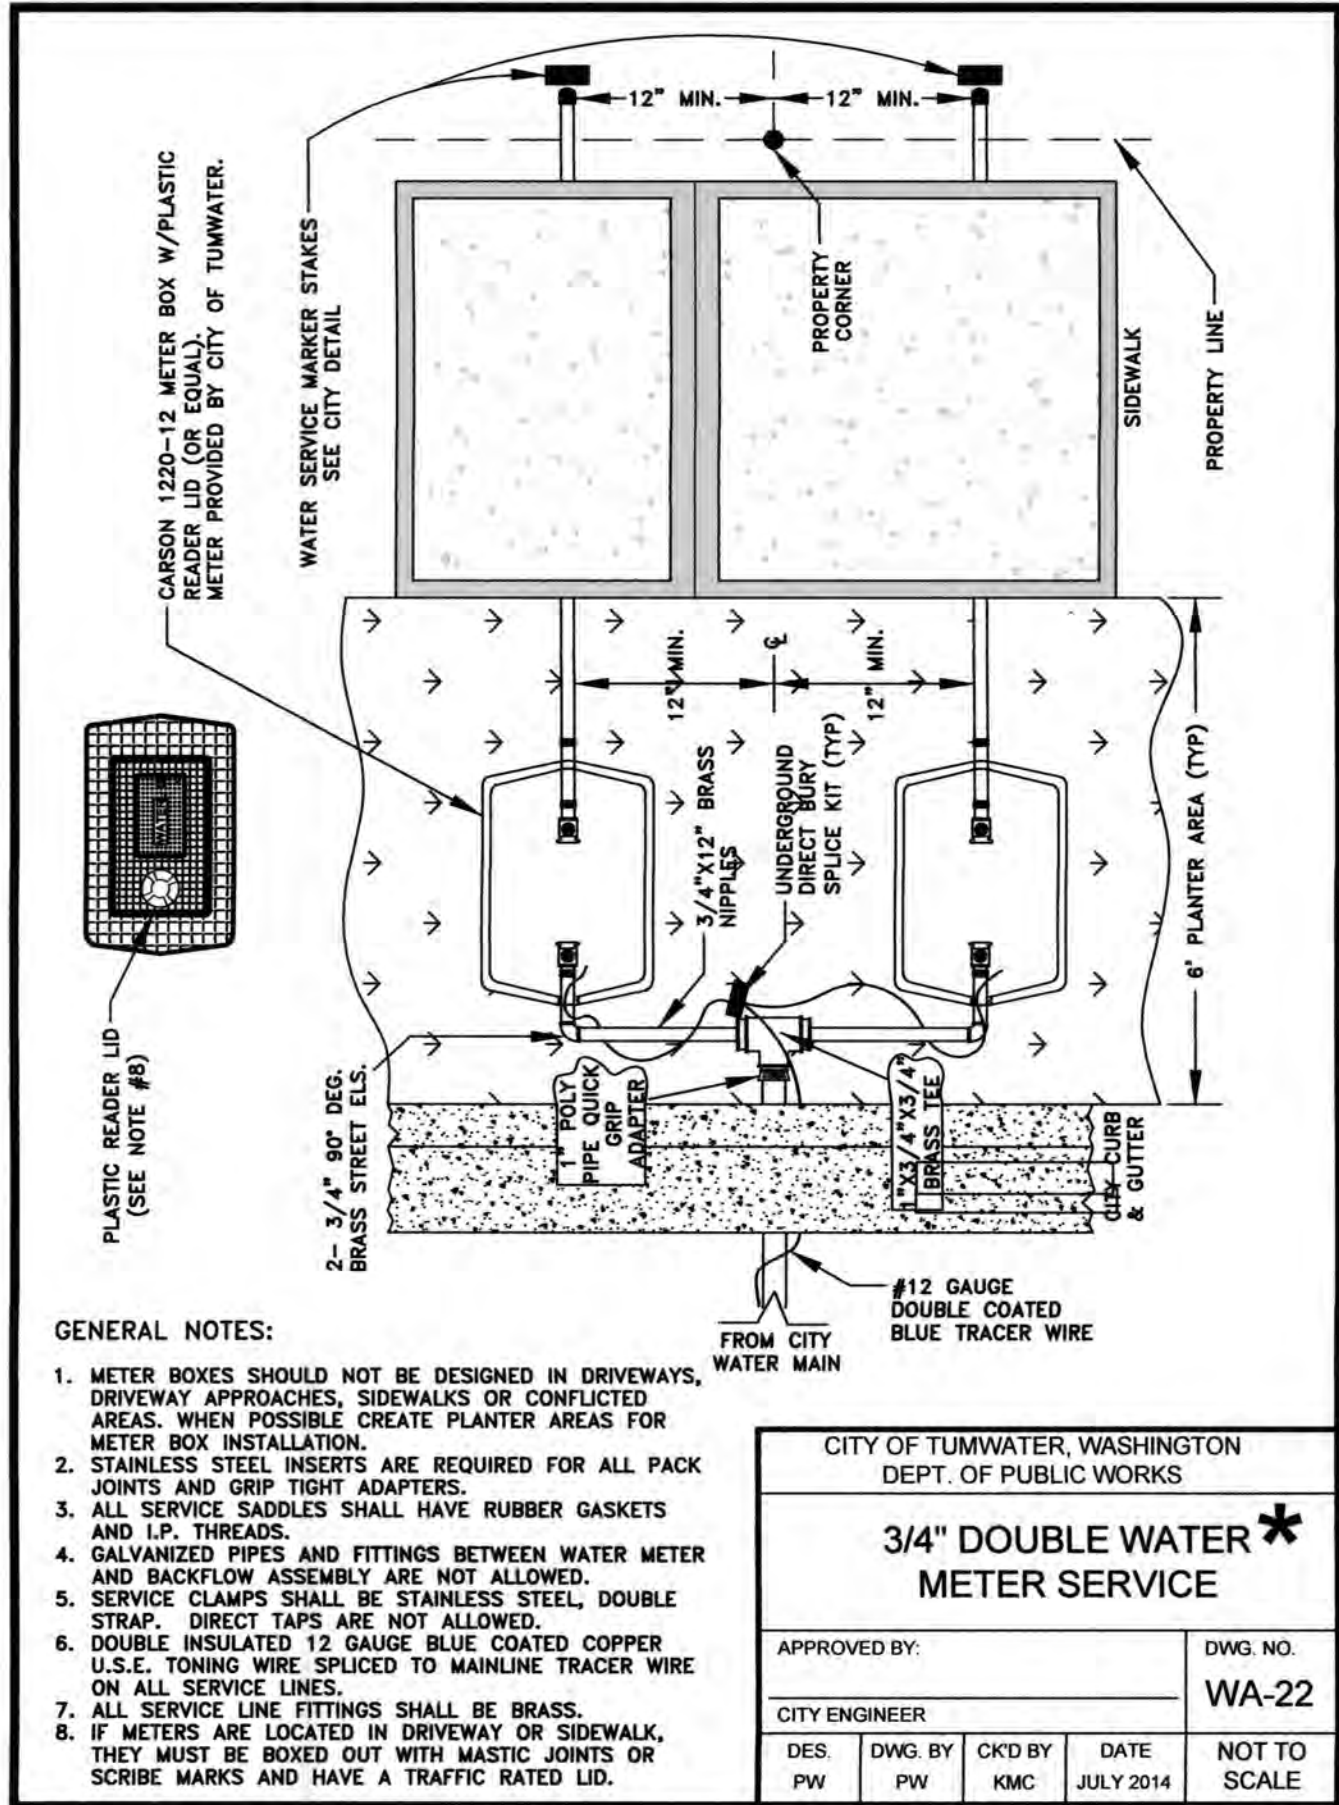 12" MIN.
12" MIN.
CARSON 1220-12 METER BOX W/PLASTIC
READER LID (OR EQUAL).
METER PROVIDED BY CITY OF TUMWATER.
WATER SERVICE MARKER STAKES
SEE CITY DETAIL
PROPERTY
CORNER
SIDEWALK
PROPERTY LINE
12" MIN.
℄
12" MIN.
WATER
3/4"X12" BRASS
NIPPLES
UNDERGROUND
DIRECT BURY
SPLICE KIT (TYP)
6' PLANTER AREA (TYP)
PLASTIC READER LID
(SEE NOTE #8)
2- 3/4" 90° DEG.
BRASS STREET ELS.
1" POLY
PIPE QUICK
GRIP
ADAPTER
1"X3/4"X3/4"
BRASS TEE
CITY CURB
& GUTTER
#12 GAUGE
DOUBLE COATED
BLUE TRACER WIRE
FROM CITY
WATER MAIN
GENERAL NOTES:
1. METER BOXES SHOULD NOT BE DESIGNED IN DRIVEWAYS,
DRIVEWAY APPROACHES, SIDEWALKS OR CONFLICTED
AREAS. WHEN POSSIBLE CREATE PLANTER AREAS FOR
METER BOX INSTALLATION.
2. STAINLESS STEEL INSERTS ARE REQUIRED FOR ALL PACK
JOINTS AND GRIP TIGHT ADAPTERS.
3. ALL SERVICE SADDLES SHALL HAVE RUBBER GASKETS
AND I.P. THREADS.
4. GALVANIZED PIPES AND FITTINGS BETWEEN WATER METER
AND BACKFLOW ASSEMBLY ARE NOT ALLOWED.
5. SERVICE CLAMPS SHALL BE STAINLESS STEEL, DOUBLE
STRAP. DIRECT TAPS ARE NOT ALLOWED.
6. DOUBLE INSULATED 12 GAUGE BLUE COATED COPPER
U.S.E. TONING WIRE SPLICED TO MAINLINE TRACER WIRE
ON ALL SERVICE LINES.
7. ALL SERVICE LINE FITTINGS SHALL BE BRASS.
8. IF METERS ARE LOCATED IN DRIVEWAY OR SIDEWALK,
THEY MUST BE BOXED OUT WITH MASTIC JOINTS OR
SCRIBE MARKS AND HAVE A TRAFFIC RATED LID.
CITY OF TUMWATER, WASHINGTON
DEPT. OF PUBLIC WORKS
3/4" DOUBLE WATER *
METER SERVICE
APPROVED BY:
CITY ENGINEER
DWG. NO.
WA-22
DES.
PW
DWG. BY
PW
CK'D BY
KMC
DATE
JULY 2014
NOT TO
SCALE